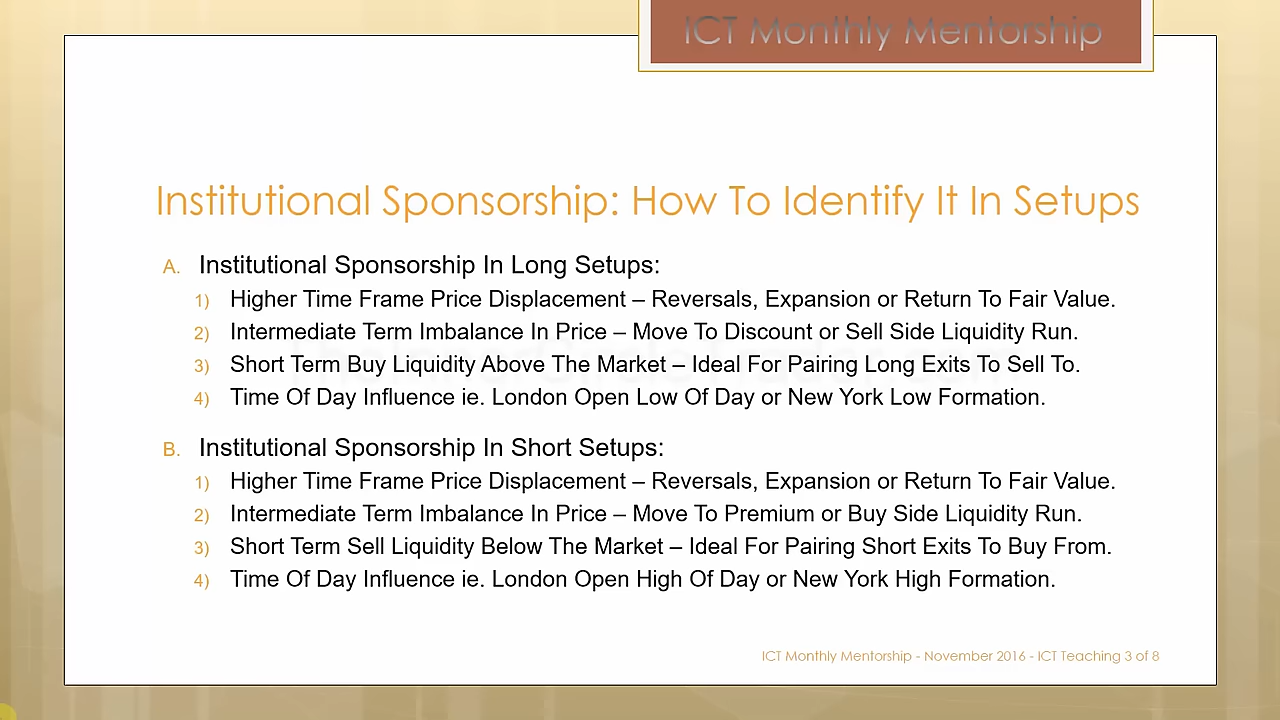 ICT Monthly Mentorship
Institutional Sponsorship: How To Identify It In Setups
A. Institutional Sponsorship In Long Setups:
1) Higher Time Frame Price Displacement – Reversals, Expansion or Return To Fair Value.
2) Intermediate Term Imbalance In Price – Move To Discount or Sell Side Liquidity Run.
3) Short Term Buy Liquidity Above The Market – Ideal For Pairing Long Exits To Sell To.
4) Time Of Day Influence ie. London Open Low Of Day or New York Low Formation.
B. Institutional Sponsorship In Short Setups:
1) Higher Time Frame Price Displacement – Reversals, Expansion or Return To Fair Value.
2) Intermediate Term Imbalance In Price – Move To Premium or Buy Side Liquidity Run.
3) Short Term Sell Liquidity Below The Market – Ideal For Pairing Short Exits To Buy From.
4) Time Of Day Influence ie. London Open High Of Day or New York High Formation.
ICT Monthly Mentorship - November 2016 - ICT Teaching 3 of 8